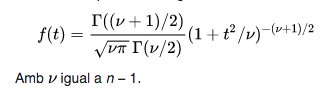 f(t) = Γ((ν + 1)/2) / √νπ Γ(ν/2) (1 + t²/ν)^−(ν+1)/2
Amb ν igual a n − 1.